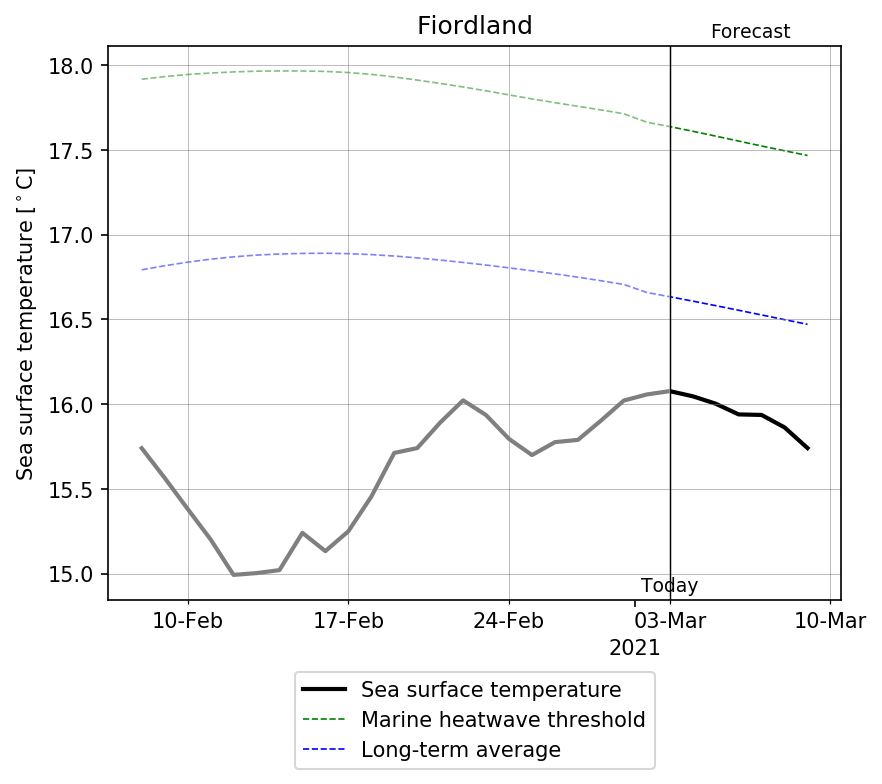 Fiordland
Forecast
Sea surface temperature [°C]
18.0
17.5
17.0
16.5
16.0
15.5
15.0
Today
10-Feb 17-Feb 24-Feb 03-Mar 10-Mar
2021
Sea surface temperature
Marine heatwave threshold
Long-term average